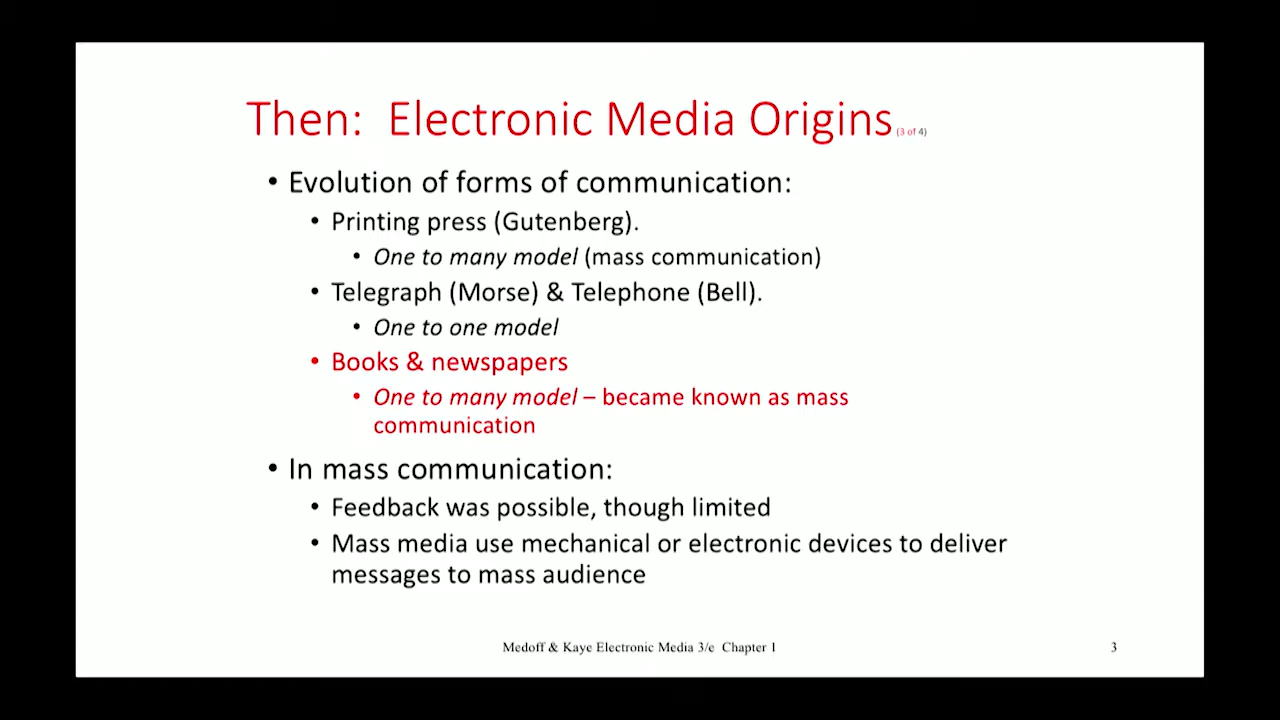 Then: Electronic Media Origins (3 of 4)
• Evolution of forms of communication:
• Printing press (Gutenberg).
• One to many model (mass communication)
• Telegraph (Morse) & Telephone (Bell).
• One to one model
• Books & newspapers
• One to many model – became known as mass
communication
• In mass communication:
• Feedback was possible, though limited
• Mass media use mechanical or electronic devices to deliver
messages to mass audience
Medoff & Kaye Electronic Media 3/e Chapter 1
3